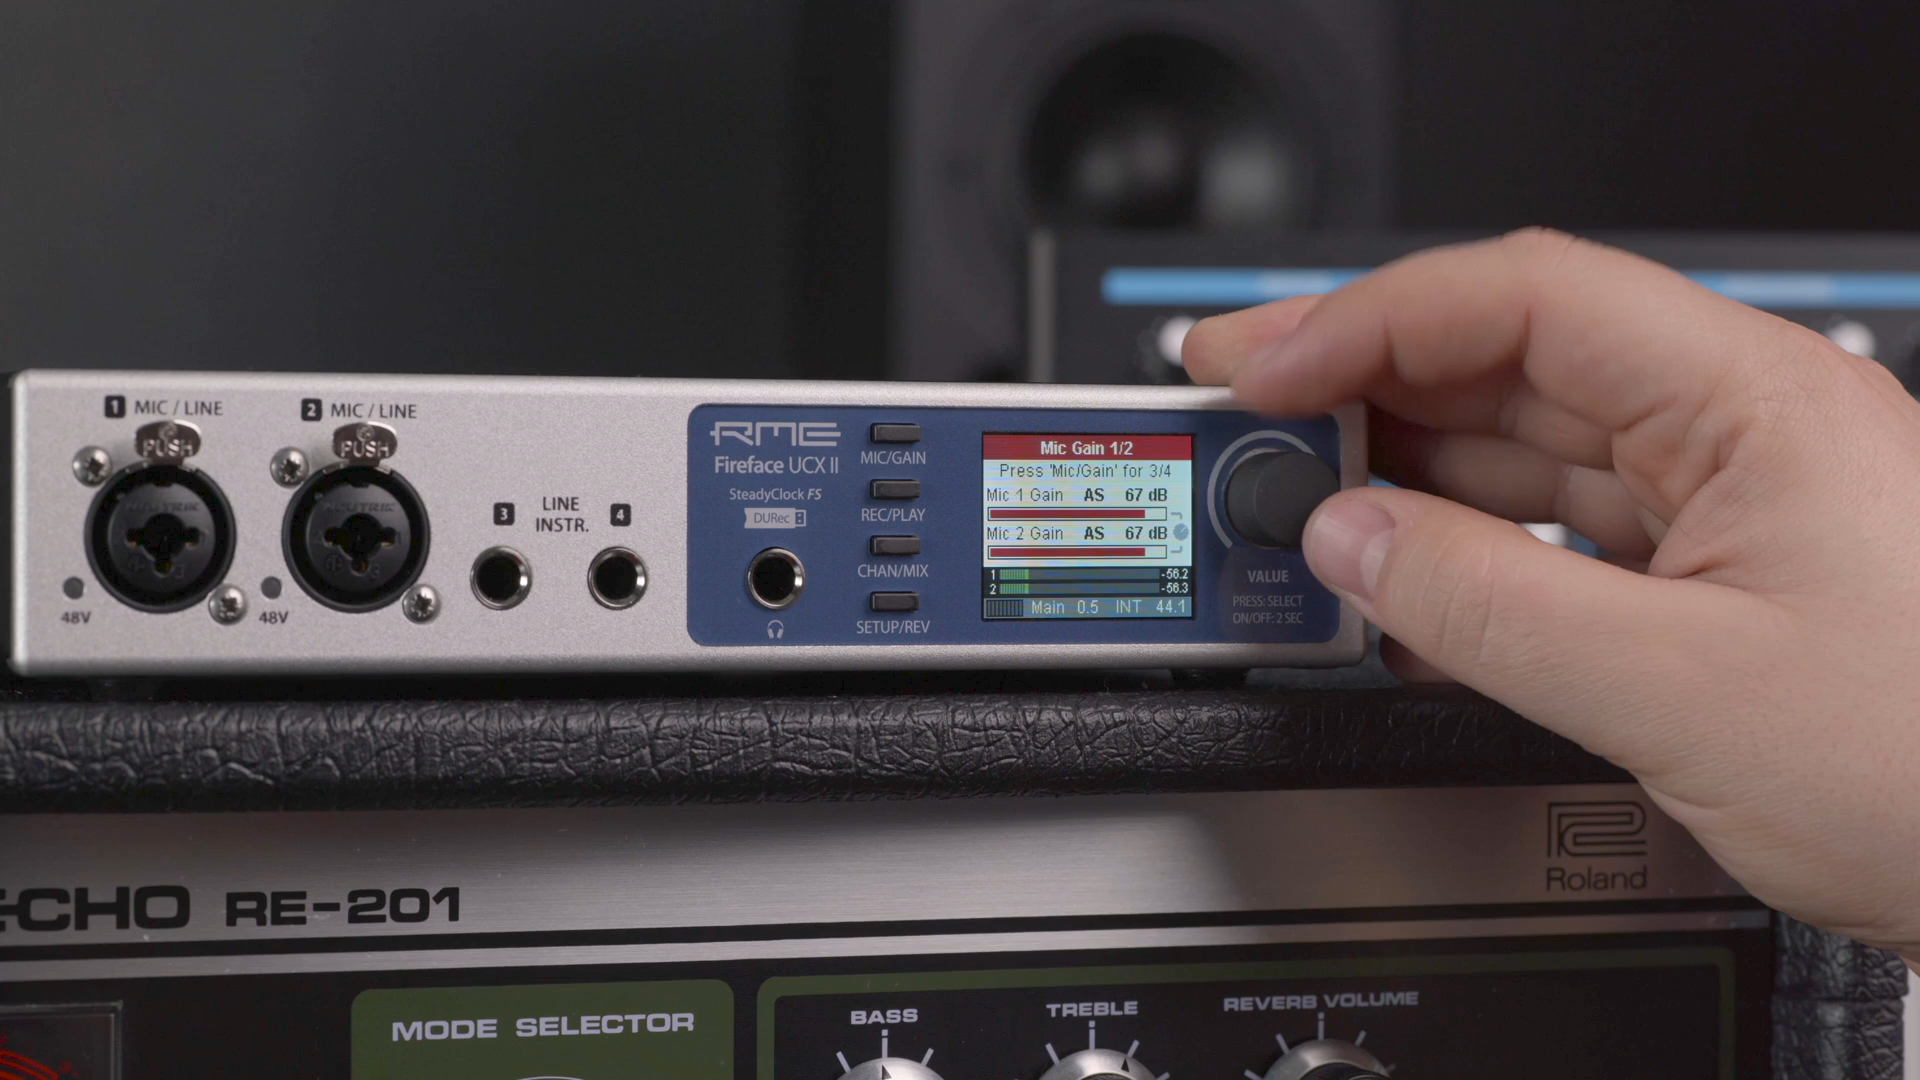 1 MIC / LINE
2 MIC / LINE
PUSH
PUSH
NEUTRIK
NEUTRIK
48V
48V
3
LINE
INSTR.
4
RME
Fireface UCX II
SteadyClock FS
DURec
MIC/GAIN
REC/PLAY
CHAN/MIX
SETUP/REV
Mic Gain 1/2
Press 'Mic/Gain' for 3/4
Mic 1 Gain AS 67 dB
Mic 2 Gain AS 67 dB
1 -56.2
2 -56.3
Main 0.5 INT 44.1
VALUE
PRESS: SELECT
ON/OFF: 2 SEC
Roland
ECHO RE-201
MODE SELECTOR
BASS
TREBLE
REVERB VOLUME